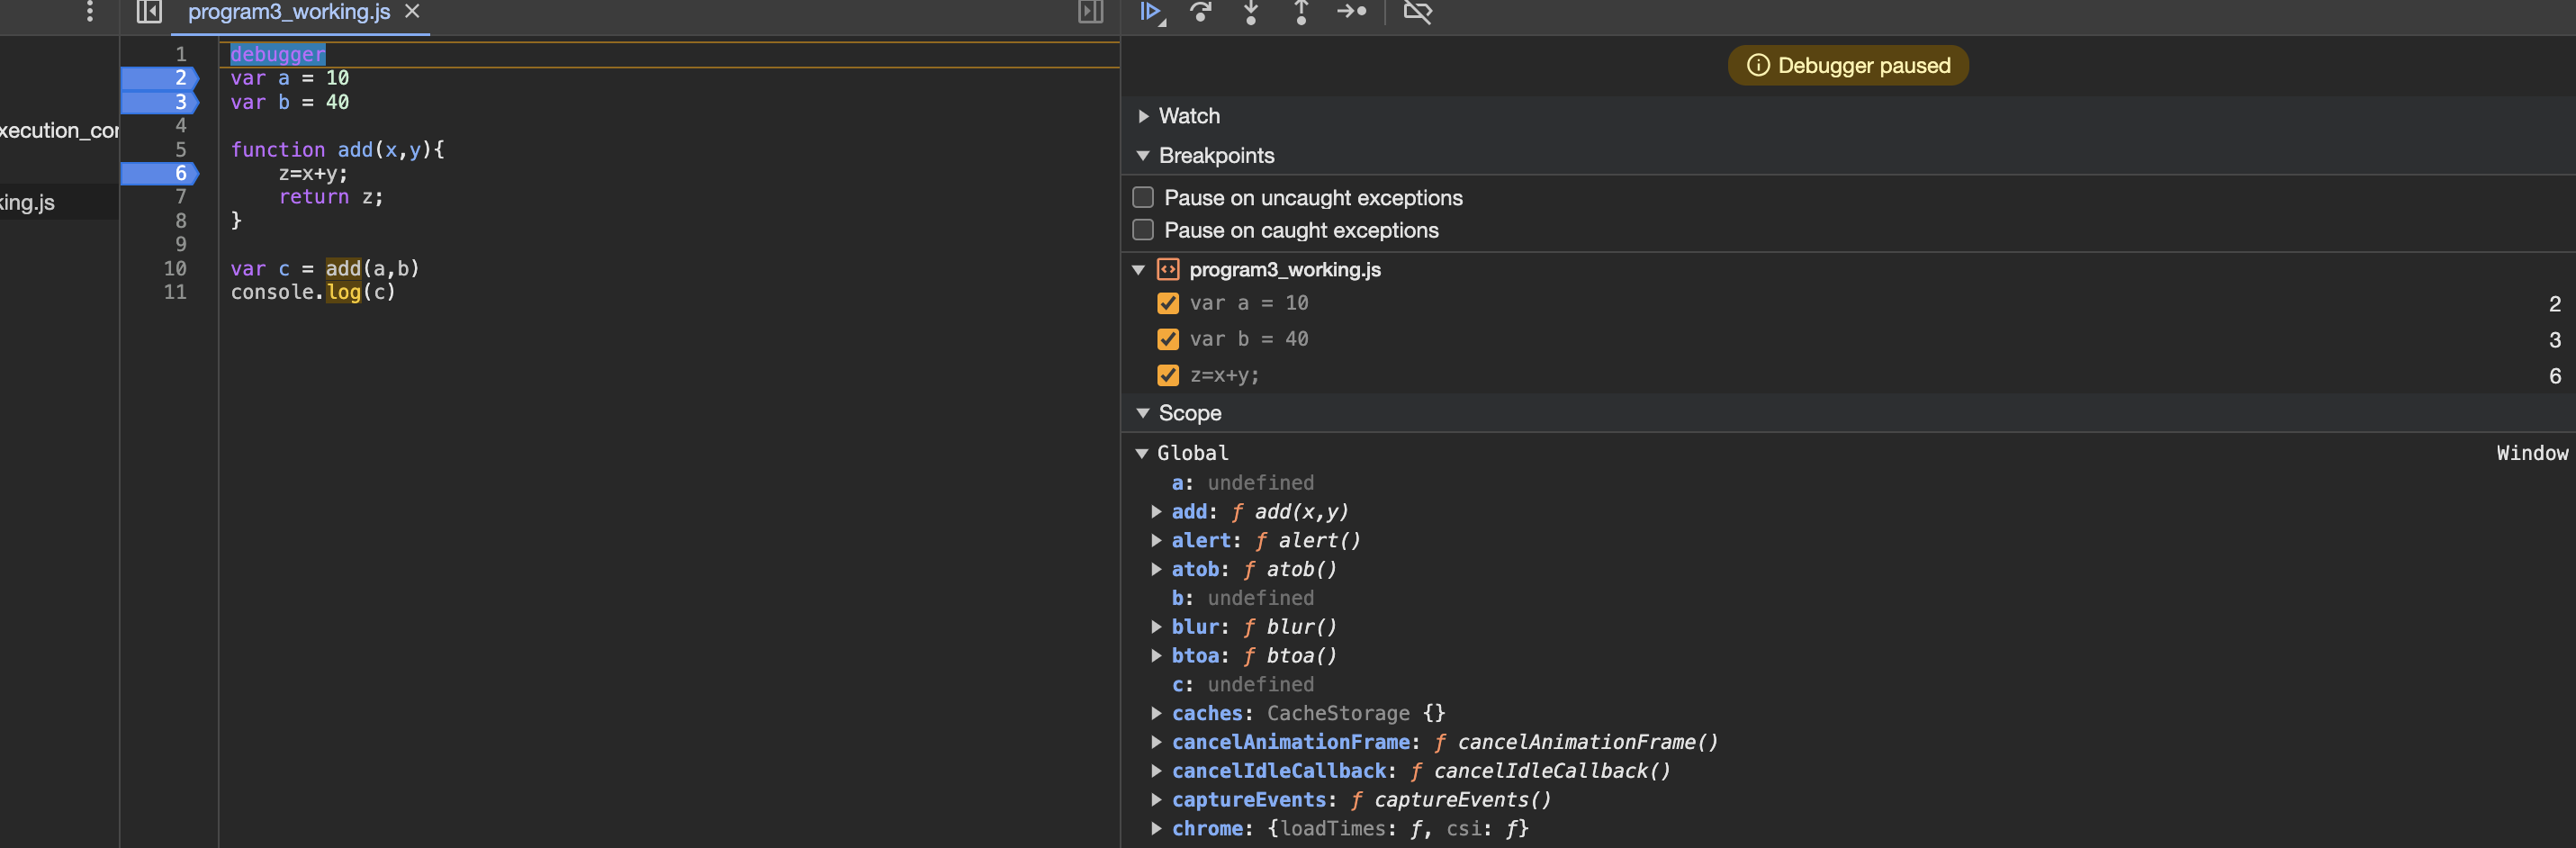 program3_working.js
xecution_cor
king.js
1 debugger
2 var a = 10
3 var b = 40
4
5 function add(x,y){
6 z=x+y;
7 return z;
8 }
9
10 var c = add(a,b)
11 console.log(c)
Debugger paused
Watch
Breakpoints
Pause on uncaught exceptions
Pause on caught exceptions
program3_working.js
var a = 10 2
var b = 40 3
z=x+y; 6
Scope
Global Window
a: undefined
add: ƒ add(x,y)
alert: ƒ alert()
atob: ƒ atob()
b: undefined
blur: ƒ blur()
btoa: ƒ btoa()
c: undefined
caches: CacheStorage {}
cancelAnimationFrame: ƒ cancelAnimationFrame()
cancelIdleCallback: ƒ cancelIdleCallback()
captureEvents: ƒ captureEvents()
chrome: {loadTimes: ƒ, csi: ƒ}